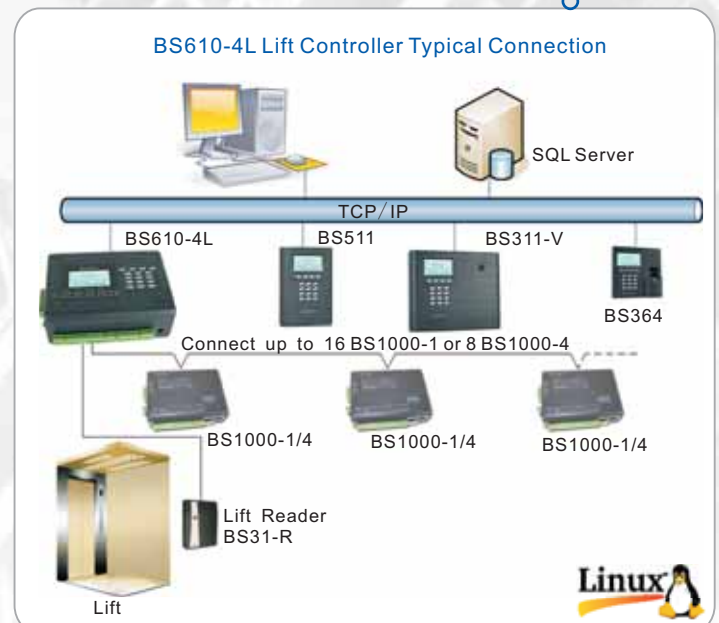 BS610-4L Lift Controller Typical Connection
SQL Server
TCP/IP
BS610-4L
BS511
BS311-V
BS364
Connect up to 16 BS1000-1 or 8 BS1000-4
BS1000-1/4
BS1000-1/4
BS1000-1/4
Lift Reader
BS31-R
Lift
Linux